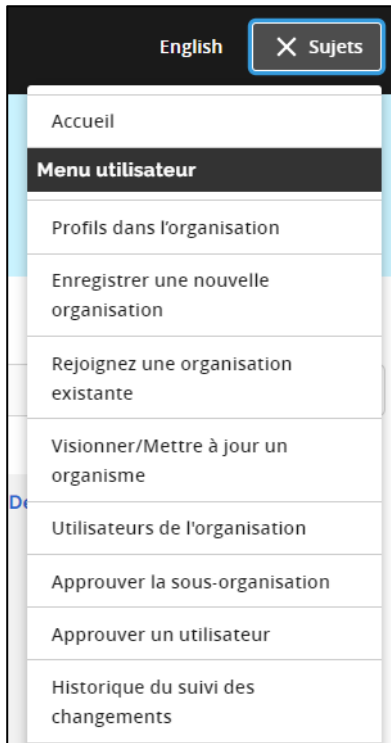 English
Sujets
Accueil
Menu utilisateur
Profils dans l’organisation
Enregistrer une nouvelle
organisation
Rejoignez une organisation
existante
Visionner/Mettre à jour un
organisme
Utilisateurs de l'organisation
Approuver la sous-organisation
Approuver un utilisateur
Historique du suivi des
changements